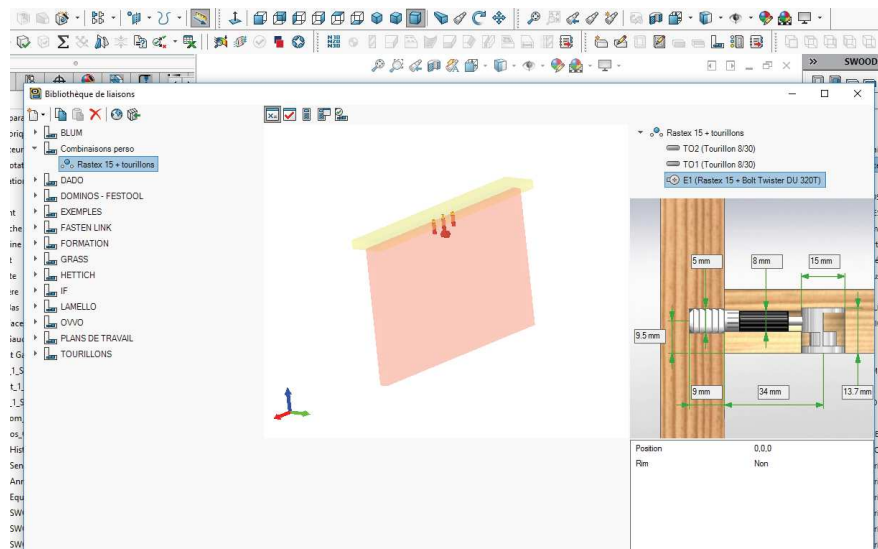 SWOOD
Bibliothèque de liaisons
BLUM
Combinaisons perso
Rastex 15 + tourillons
DADO
DOMINOS - FESTOOL
EXEMPLES
FASTEN LINK
FORMATION
GRASS
HETTICH
IF
LAMELLO
OVVO
PLANS DE TRAVAIL
TOURILLONS
Rastex 15 + tourillons
TO2 (Tourillon 8/30)
TO1 (Tourillon 8/30)
E1 (Rastex 15 + Bolt Twister DU 320T)
5 mm
8 mm
15 mm
9.5 mm
9 mm
34 mm
13.7 mm
Position 0,0,0
Rim Non